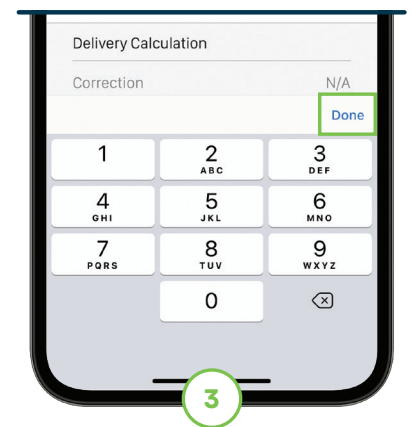 Delivery Calculation
Correction N/A
Done
1 2 3
ABC DEF
4 5 6
GHI JKL MNO
7 8 9
PQRS TUV WXYZ
0
3